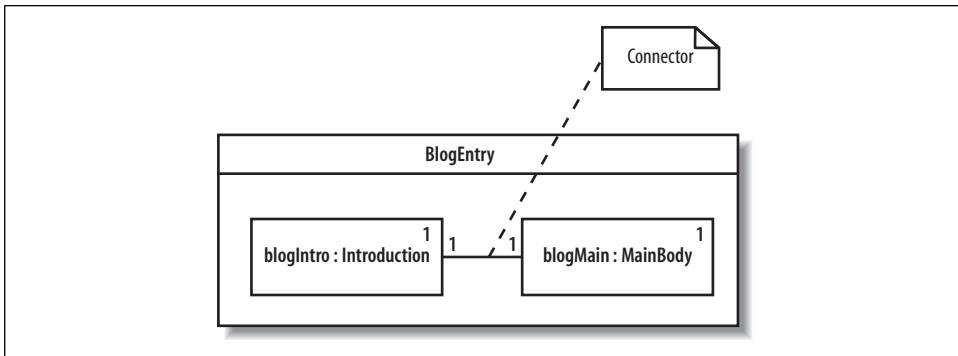 Connector
BlogEntry
1
blogIntro : Introduction
1
1
1
blogMain : MainBody